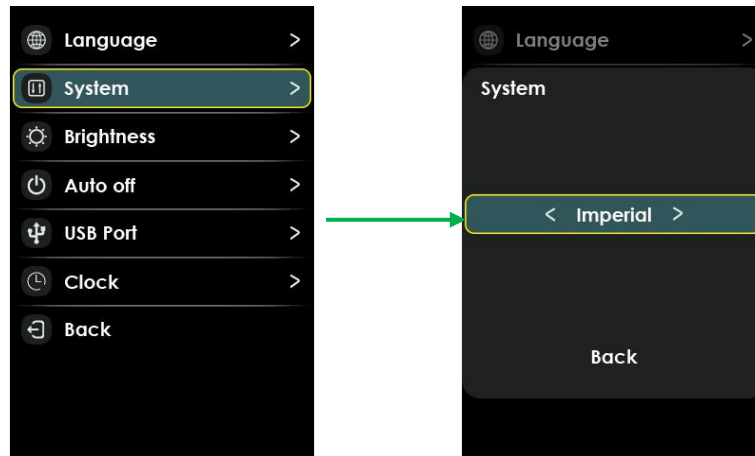 Language >
System >
Brightness >
Auto off >
USB Port >
Clock >
Back
Language >
System
< Imperial >
Back